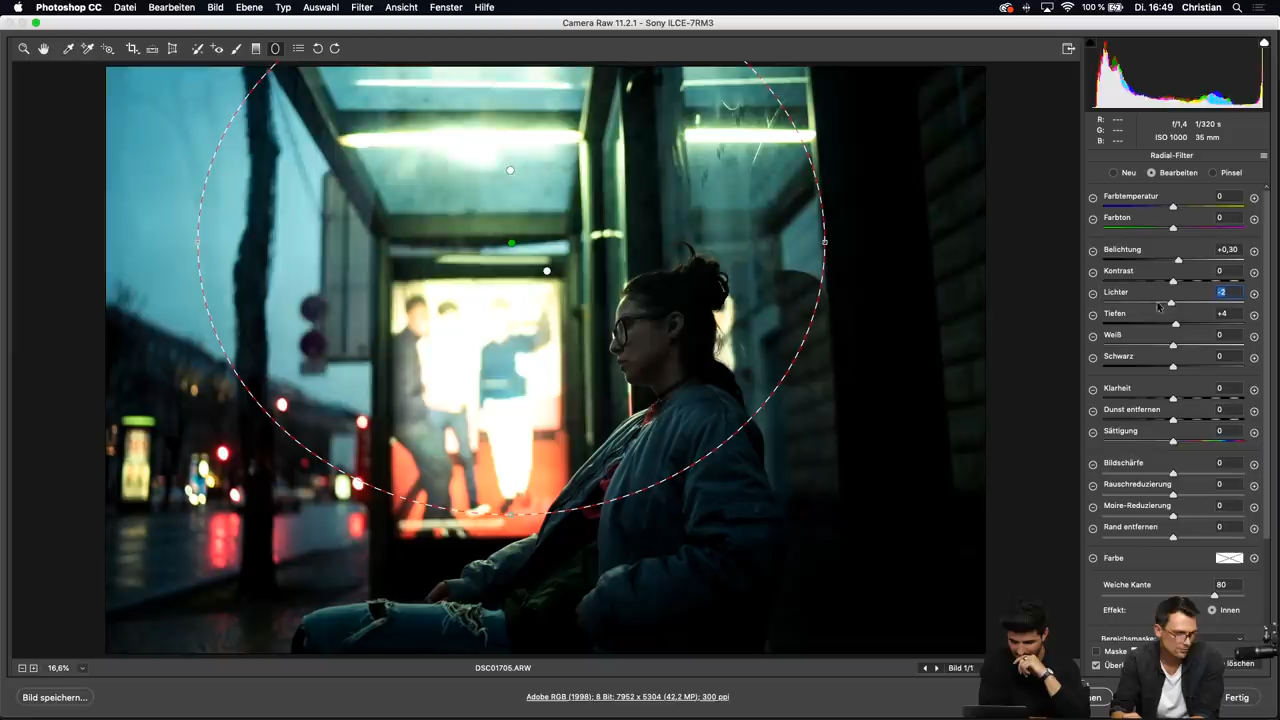 Photoshop CC Datei Bearbeiten Bild Ebene Typ Auswahl Filter Ansicht Fenster Hilfe 100 % Di. 16:49 Christian
Camera Raw 11.2.1 - Sony ILCE-7RM3
R: ---
G: ---
B: ---
f/1,4 1/320 s
ISO 1000 35 mm
Radial-Filter
Neu Bearbeiten Pinsel
Farbtemperatur 0
Farbton 0
Belichtung +0,30
Kontrast 0
Lichter -2
Tiefen +4
Weiß 0
Schwarz 0
Klarheit 0
Dunst entfernen 0
Sättigung 0
Bildschärfe 0
Rauschreduzierung 0
Moire-Reduzierung 0
Rand entfernen 0
Farbe
Weiche Kante 80
Effekt: Innen
Bereichsmaske
Maske
löschen
16,6% DSC01705.ARW Bild 1/1
Bild speichern... Adobe RGB (1998); 8 Bit; 7952 x 5304 (42,2 MP); 300 ppi Fertig